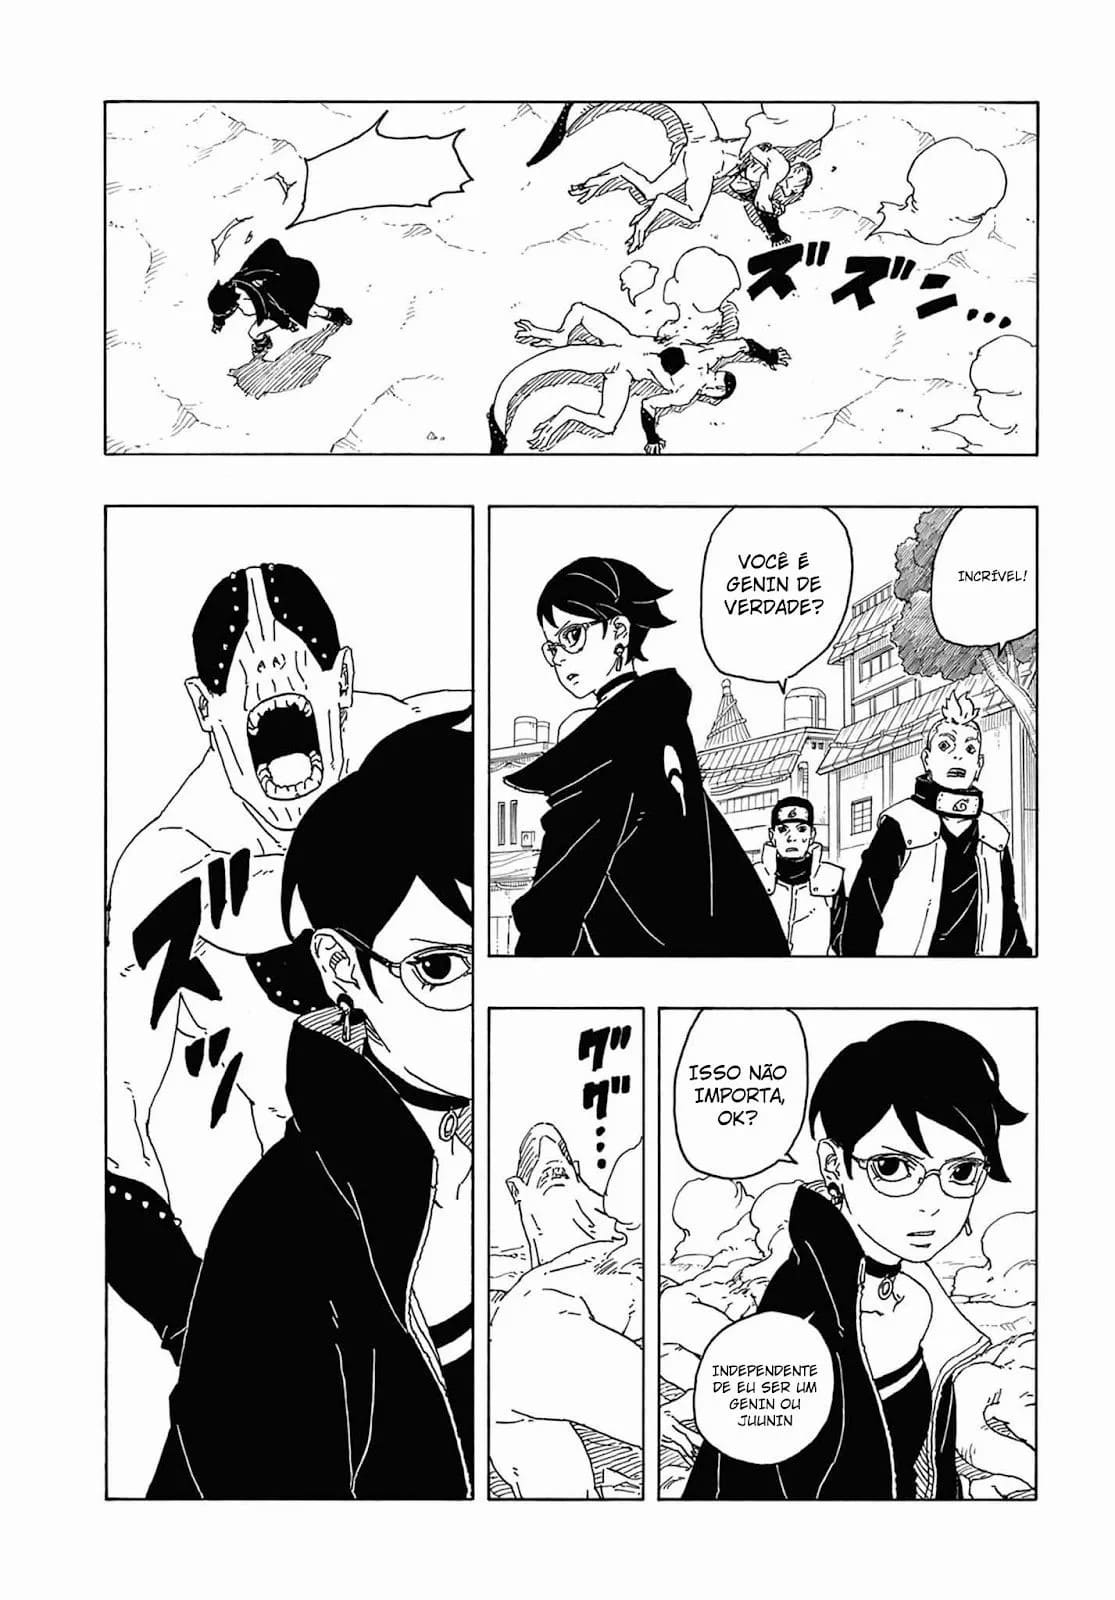 ズズズン…
INCRÍVEL!
VOCÊ É
GENIN DE
VERDADE?
ズズ
ISSO NÃO
IMPORTA,
OK?
INDEPENDENTE
DE EU SER UM
GENIN OU
JUUNIN
ググ…